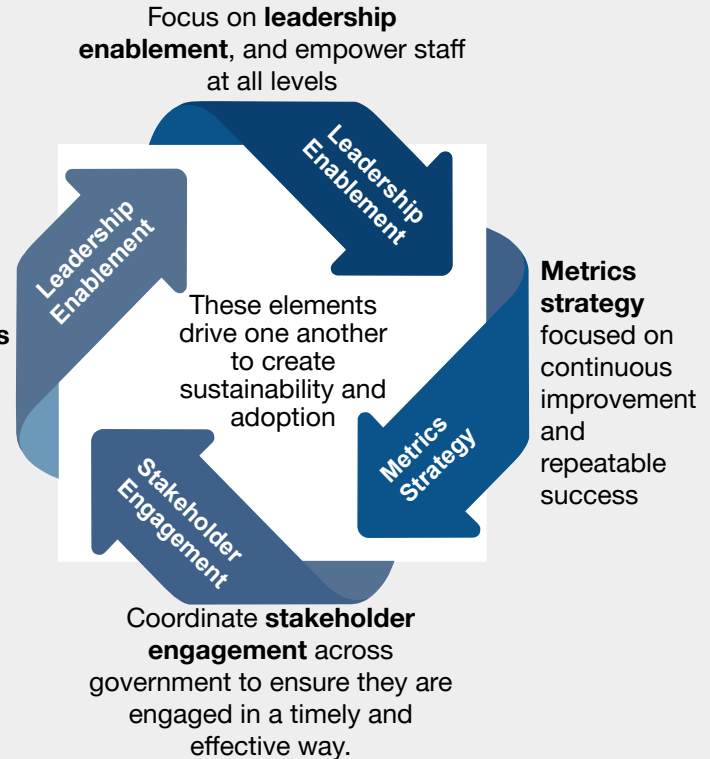 Focus on leadership
enablement, and empower staff
at all levels
Leadership
Enablement
Leadership
Enablement
These elements
drive one another
to create
sustainability and
adoption
Metrics
strategy
focused on
continuous
improvement
and
repeatable
success
s
Metrics
Strategy
Stakeholder
Engagement
Coordinate stakeholder
engagement across
government to ensure they are
engaged in a timely and
effective way.